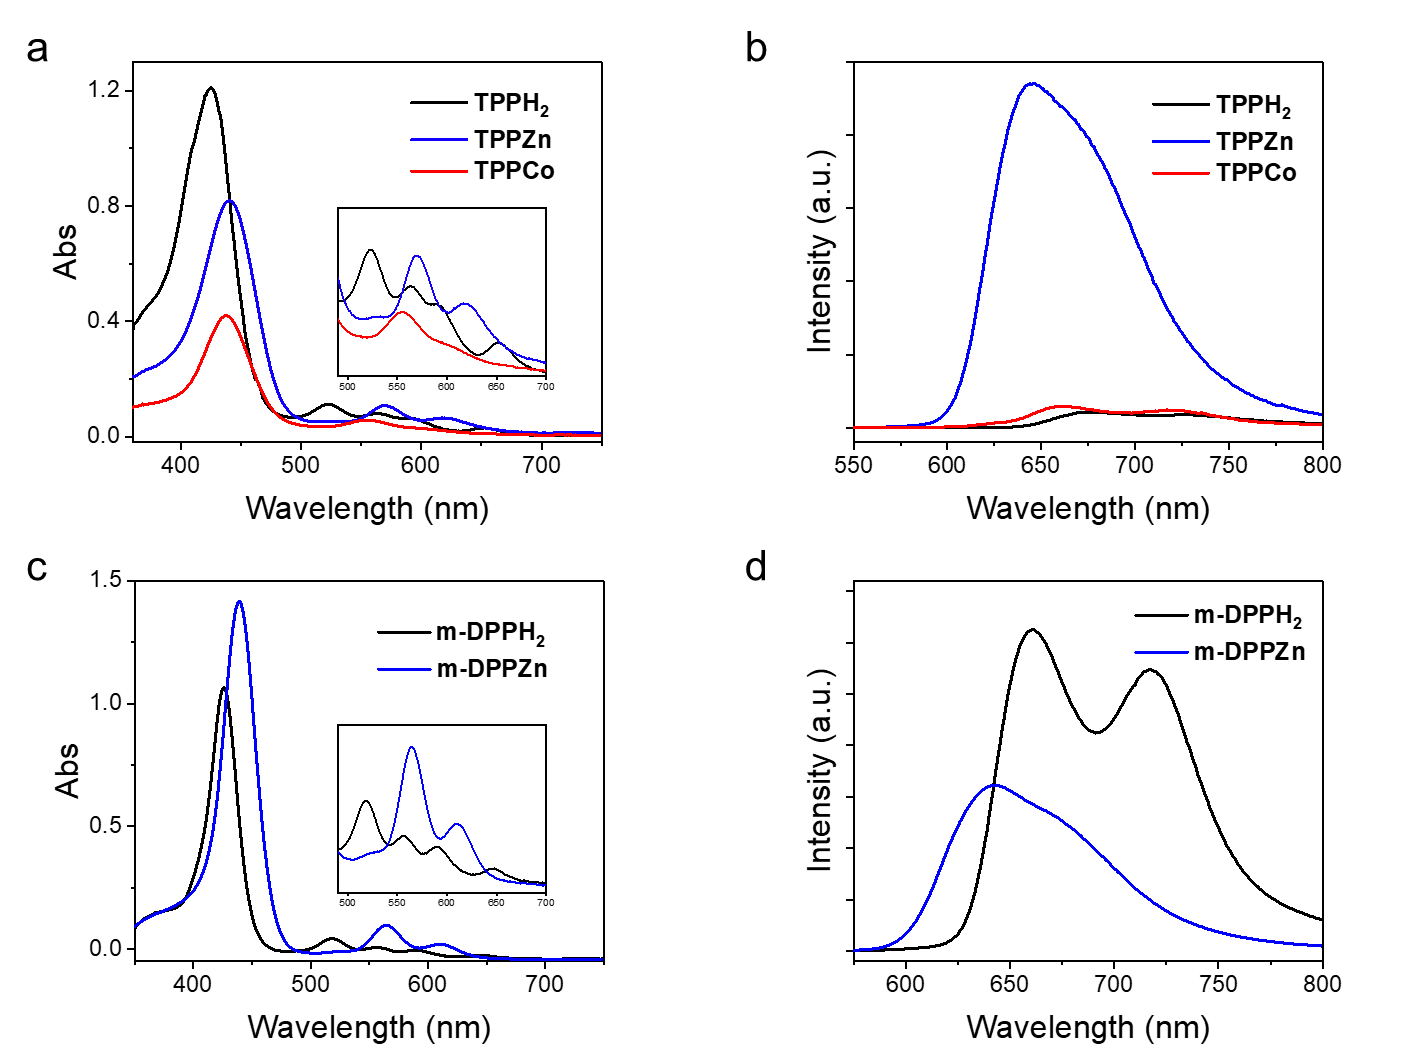 a
1.2
0.8
0.4
0.0
Abs
TPPH2
TPPZn
TPPCo
500 550 600 650 700
400 500 600 700
Wavelength (nm)
b
Intensity (a.u.)
TPPH2
TPPZn
TPPCo
550 600 650 700 750 800
Wavelength (nm)
c
1.5
1.0
0.5
0.0
Abs
m-DPPH2
m-DPPZn
500 550 600 650 700
400 500 600 700
Wavelength (nm)
d
Intensity (a.u.)
m-DPPH2
m-DPPZn
600 650 700 750 800
Wavelength (nm)